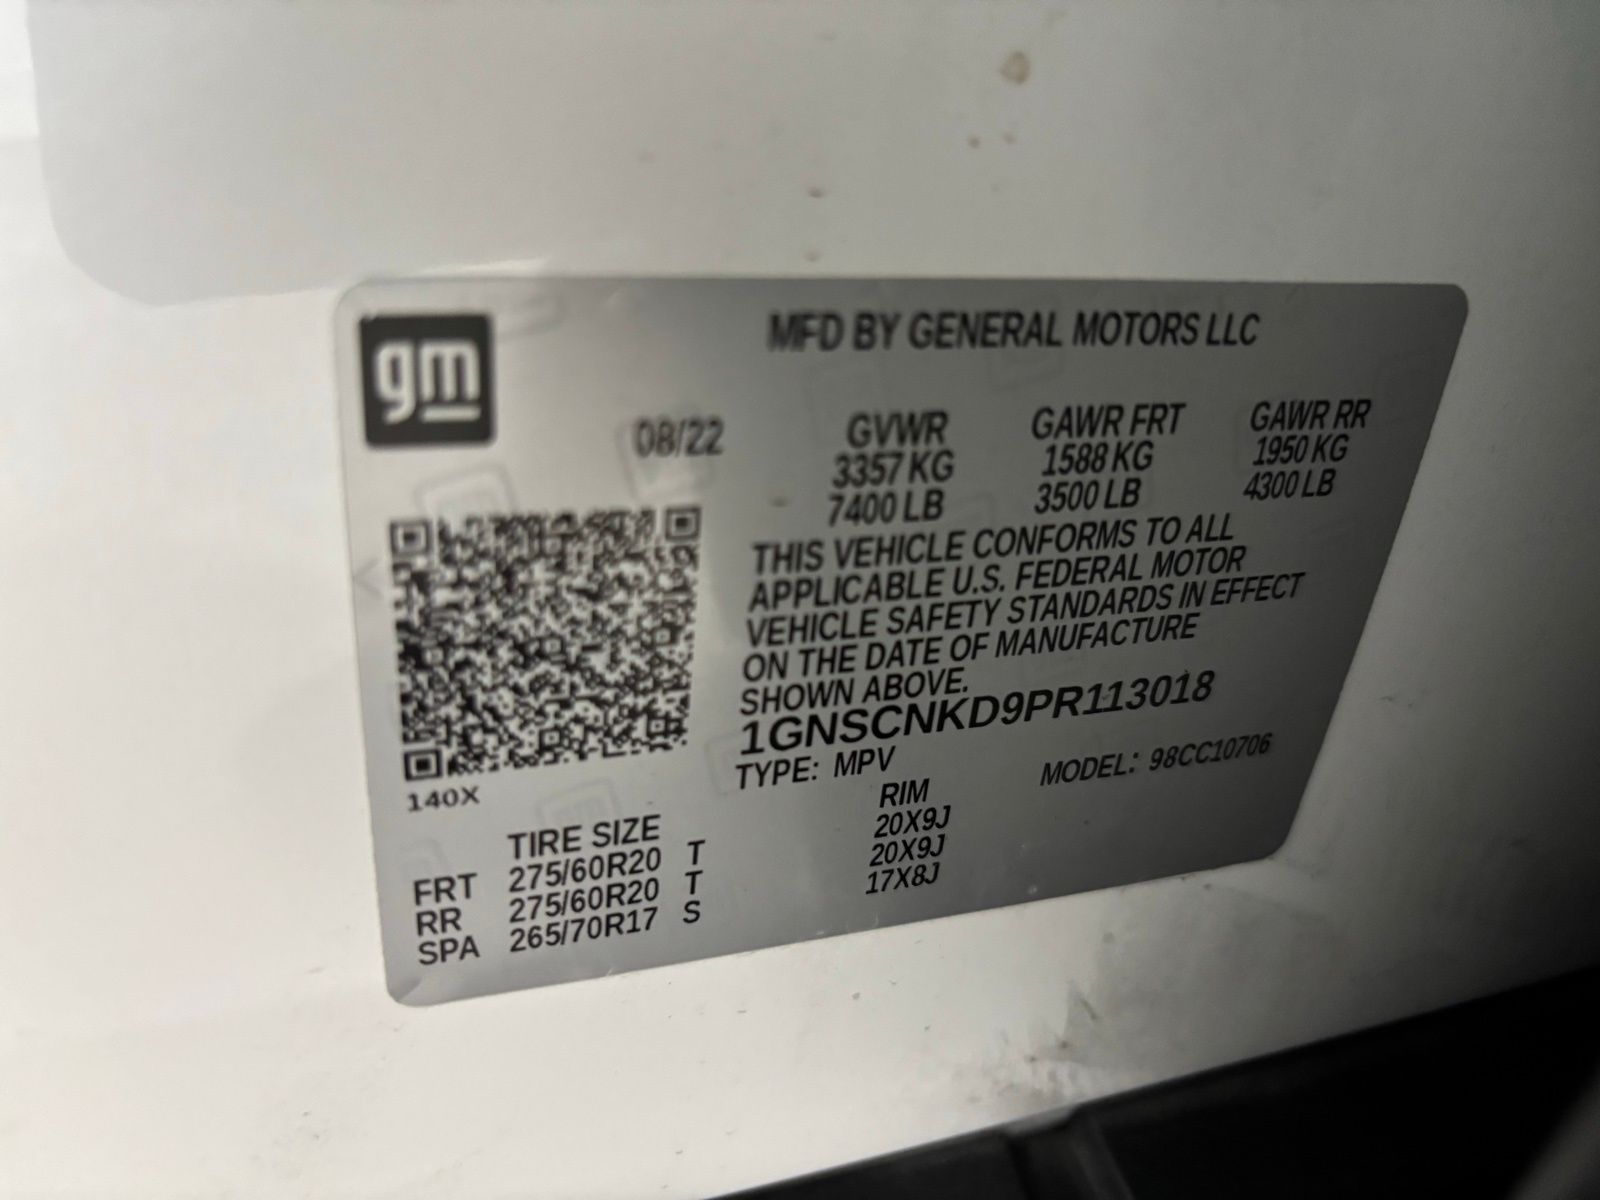 gm
MFD BY GENERAL MOTORS LLC
08/22
GVWR GAWR FRT GAWR RR
3357 KG 1588 KG 1950 KG
7400 LB 3500 LB 4300 LB
THIS VEHICLE CONFORMS TO ALL
APPLICABLE U.S. FEDERAL MOTOR
VEHICLE SAFETY STANDARDS IN EFFECT
ON THE DATE OF MANUFACTURE
SHOWN ABOVE.
1GNSCNKD9PR113018
TYPE: MPV MODEL: 98CC10706
140X
TIRE SIZE RIM
FRT 275/60R20 T 20X9J
RR 275/60R20 T 20X9J
SPA 265/70R17 S 17X8J